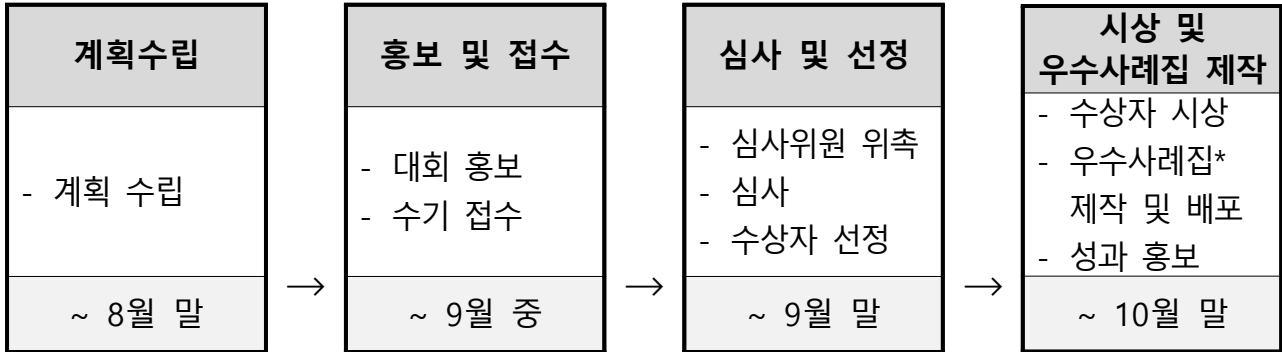 계획수립
- 계획 수립
~ 8월 말
→
홍보 및 접수
- 대회 홍보
- 수기 접수
~ 9월 중
→
심사 및 선정
- 심사위원 위촉
- 심사
- 수상자 선정
~ 9월 말
→
시상 및
우수사례집 제작
- 수상자 시상
- 우수사례집*
제작 및 배포
- 성과 홍보
~ 10월 말